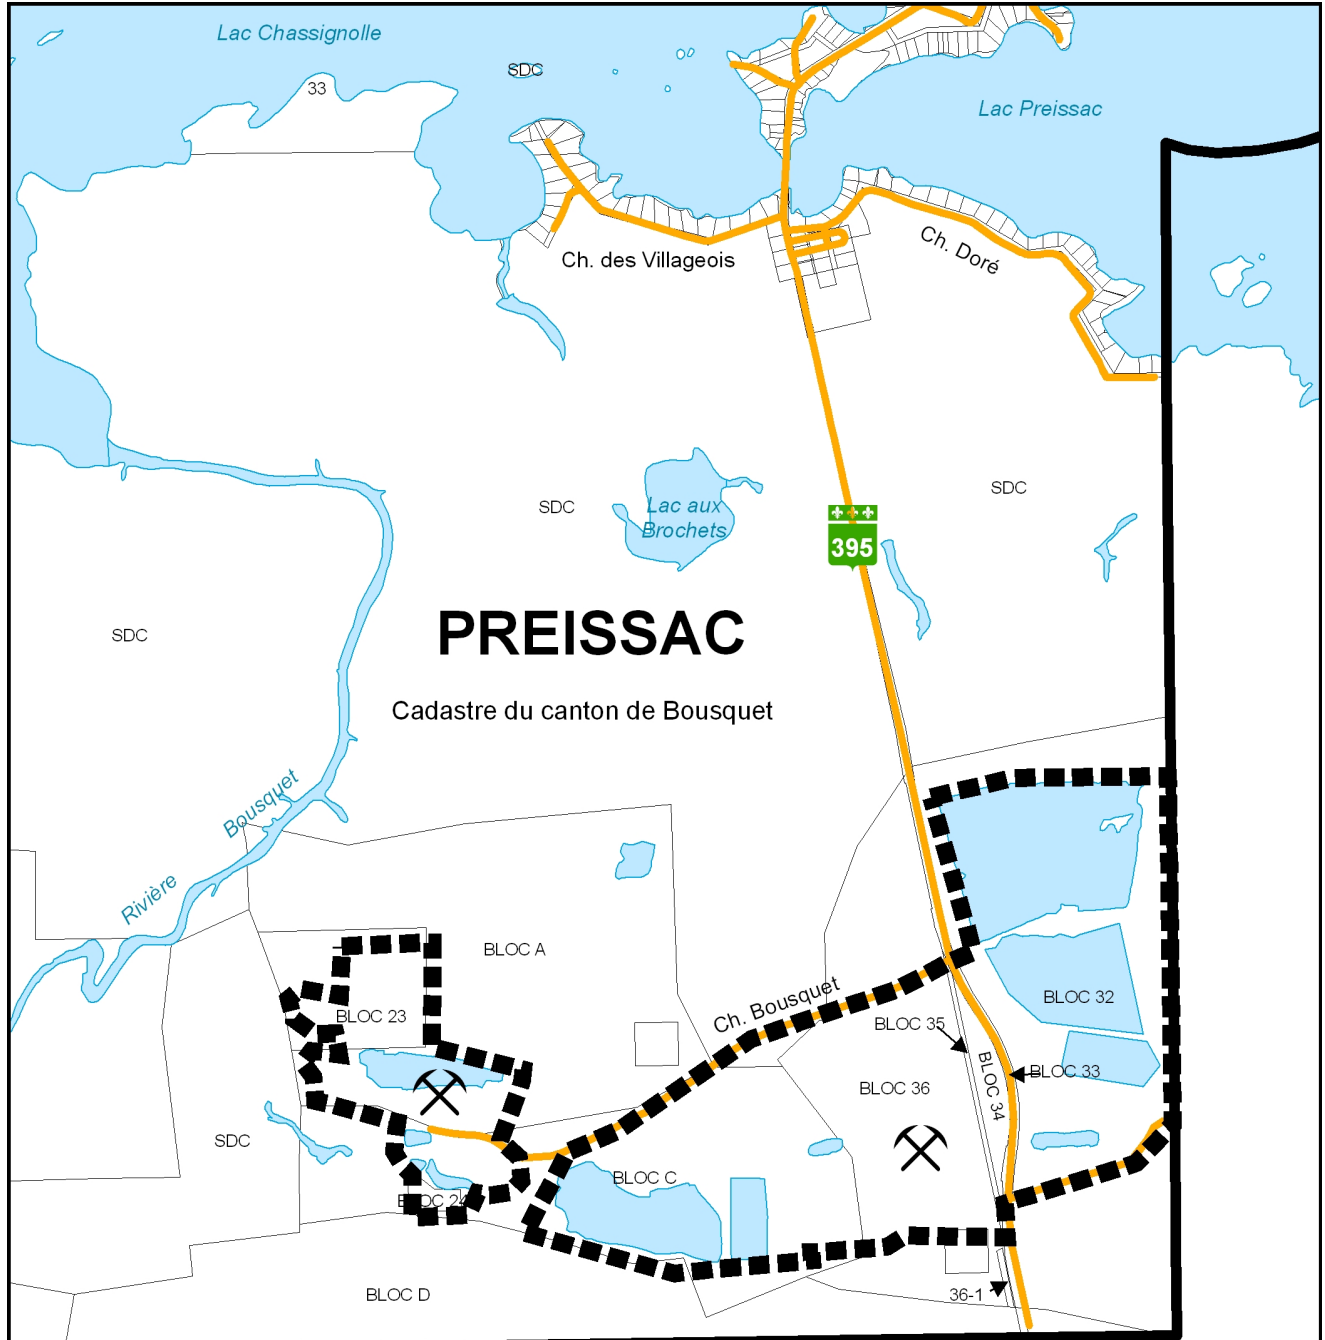 Lac Chassignolle
SDC
33
Lac Preissac
Ch. des Villageois
Ch. Doré
SDC
Lac aux
Brochets
SDC
395
SDC
PREISSAC
Cadastre du canton de Bousquet
Rivière Bousquet
BLOC A
BLOC 23
Ch. Bousquet
BLOC 32
BLOC 35
BLOC 34
BLOC 33
BLOC 36
SDC
BLOC C
BLOC 24
BLOC D
36-1